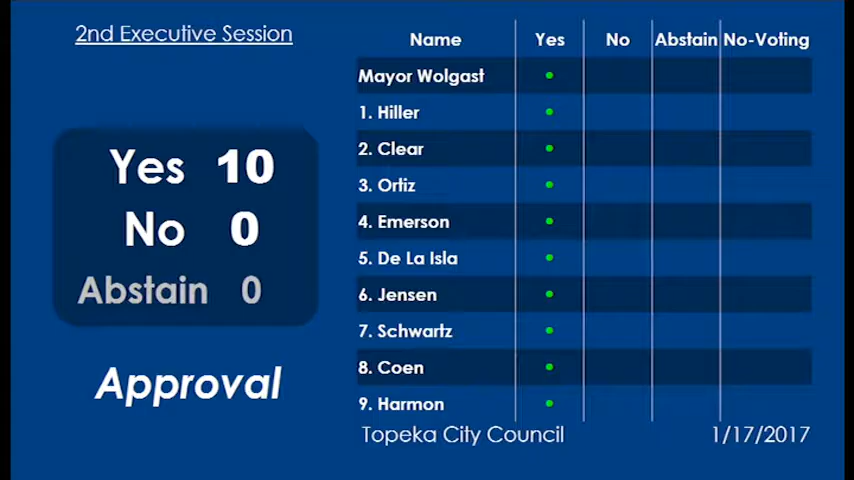 2nd Executive Session
Yes 10
No 0
Abstain 0
Approval
Name Yes No Abstain No-Voting
Mayor Wolgast
1. Hiller
2. Clear
3. Ortiz
4. Emerson
5. De La Isla
6. Jensen
7. Schwartz
8. Coen
9. Harmon
Topeka City Council 1/17/2017